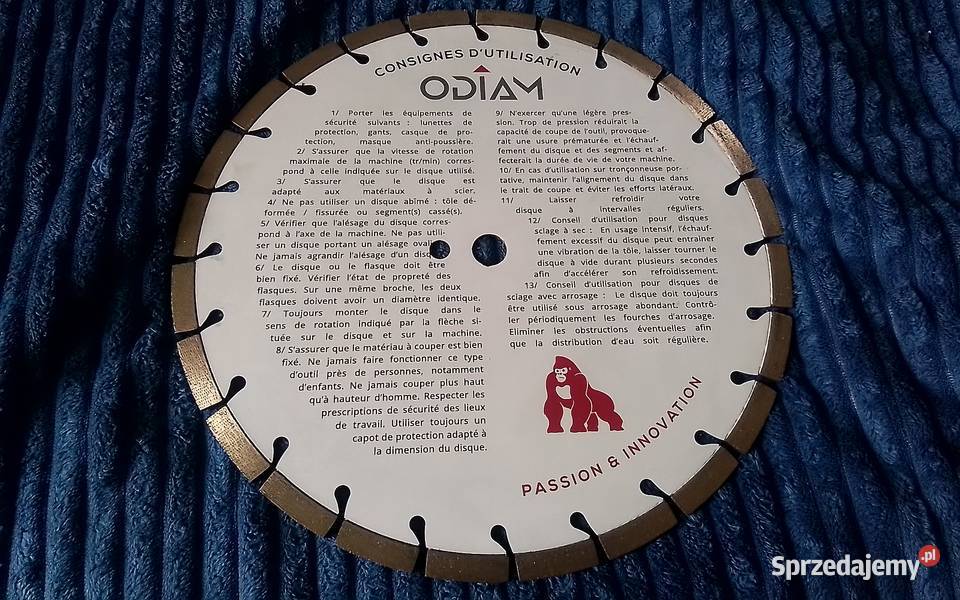 CONSIGNES D'UTILISATION
ODIAM
1/ Porter les équipements de
sécurité suivants : lunettes de
protection, gants, casque de pro-
tection, masque anti-poussière.
2/ S'assurer que la vitesse de rotation
maximale de la machine (tr/min) corres-
pond à celle indiquée sur le disque utilisé.
3/ S'assurer que le disque est
adapté aux matériaux à scier.
4/ Ne pas utiliser un disque abîmé : tôle dé-
formée / fissurée ou segment(s) cassé(s).
5/ Vérifier que l'alésage du disque corres-
pond à l'axe de la machine. Ne pas utili-
ser un disque portant un alésage ovali
Ne jamais agrandir l'alésage d'un disq
6/ Le disque ou le flasque doit être
bien fixé. Vérifier l'état de propreté des
flasques. Sur une même broche, les deux
flasques doivent avoir un diamètre identique.
7/ Toujours monter le disque dans le
sens de rotation indiqué par la flèche si-
tuée sur le disque et sur la machine.
8/ S'assurer que le matériau à couper est bien
fixé. Ne jamais faire fonctionner ce type
d'outil près de personnes, notamment
d'enfants. Ne jamais couper plus haut
qu'à hauteur d'homme. Respecter les
prescriptions de sécurité des lieux
de travail. Utiliser toujours un
capot de protection adapté à
la dimension du disque.
9/ N'exercer qu'une légère pres-
sion. Trop de pression réduirait la
capacité de coupe de l'outil, provoque-
rait une usure prématurée et l'échauf-
fement du disque et des segments et af-
fecterait la durée de vie de votre machine.
10/ En cas d'utilisation sur tronçonneuse por-
tative, maintenir l'alignement du disque dans
le trait de coupe et éviter les efforts latéraux.
11/ Laisser refroidir votre
disque à intervalles réguliers.
12/ Conseil d'utilisation pour disques
sciage à sec : En usage intensif, l'échauf-
fement excessif du disque peut entraîner
une vibration de la tôle, laisser tourner le
disque à vide durant plusieurs secondes
afin d'accélérer son refroidissement.
13/ Conseil d'utilisation pour disques de
sciage avec arrosage : Le disque doit toujours
être utilisé sous arrosage abondant. Contrô-
ler périodiquement les fourches d'arrosage.
Eliminer les obstructions éventuelles afin
que la distribution d'eau soit régulière.
PASSION & INNOVATION
Sprzedajemy.pl